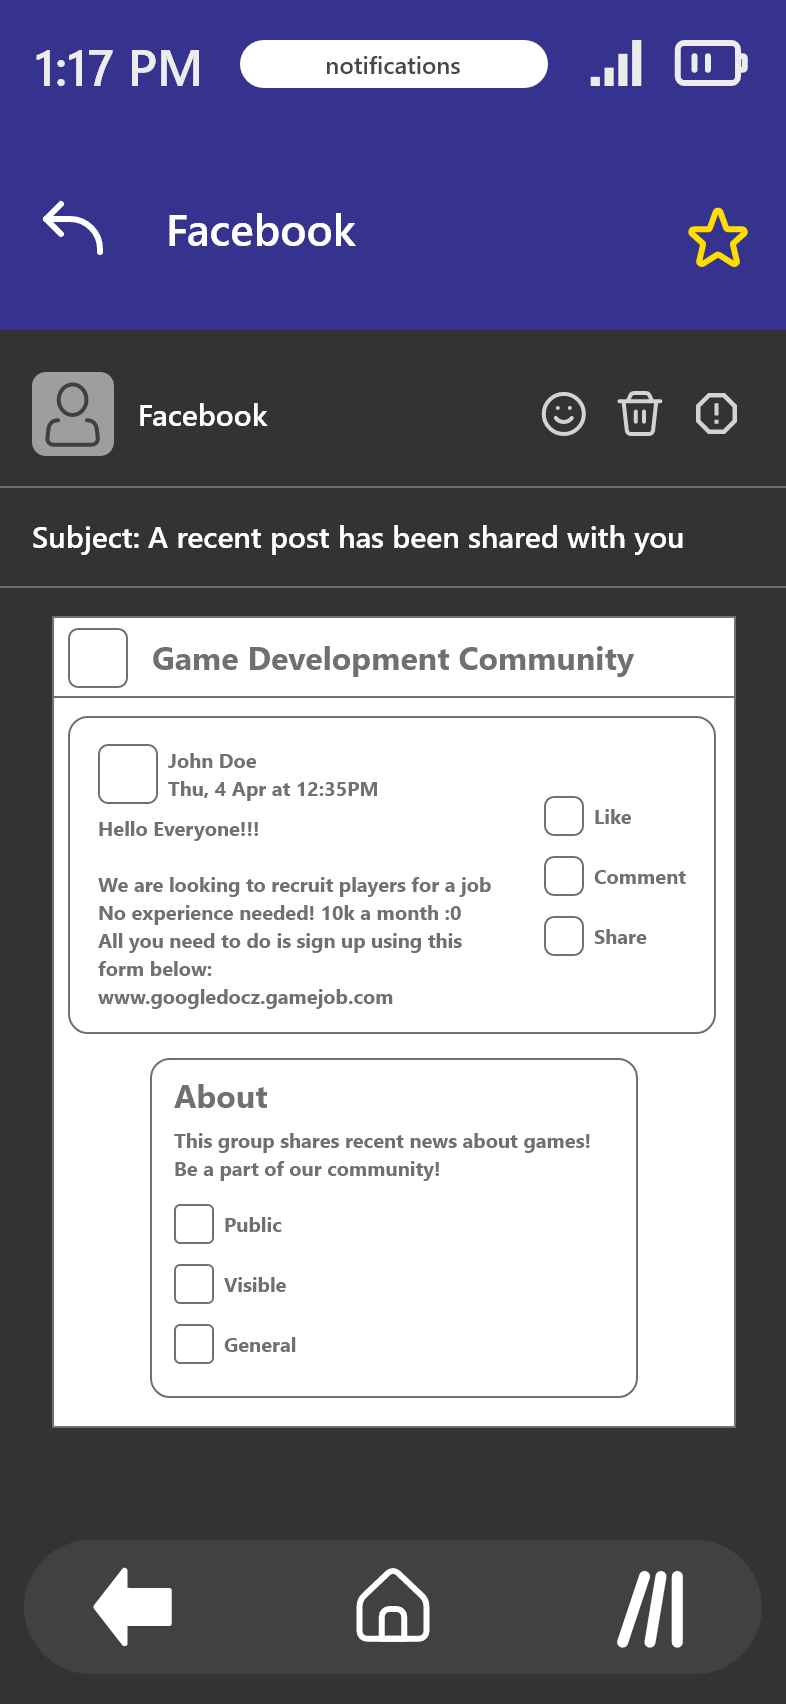 1:17 PM
notifications
Facebook
Facebook
Subject: A recent post has been shared with you
Game Development Community
John Doe
Thu, 4 Apr at 12:35PM
Hello Everyone!!!
We are looking to recruit players for a job
No experience needed! 10k a month :0
All you need to do is sign up using this
form below:
www.googledocz.gamejob.com
Like
Comment
Share
About
This group shares recent news about games!
Be a part of our community!
Public
Visible
General